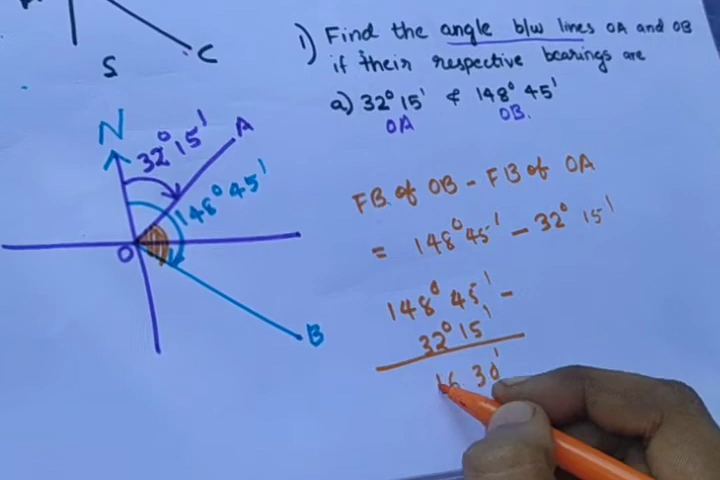 S
C
1) Find the angle b/w lines OA and OB
if their respective bearings are
a) 32° 15' & 148° 45'
OA OB.
N
32° 15'
A
148° 45'
O
B
FB. of OB - FB of OA
= 148° 45' - 32° 15'
148° 45' -
32° 15'
16 30'